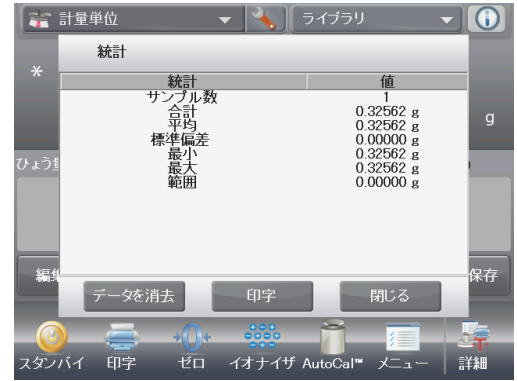 計量単位 ライブラリ
統計
*
統計 値
サンプル数 1
合計 0.32562 g
平均 0.32562 g
標準偏差 0.00000 g
最小 0.32562 g
最大 0.32562 g
範囲 0.00000 g
g
ひょう量
編集 保存
データを消去 印字 閉じる
スタンバイ 印字 ゼロ イオナイザ AutoCal™ メニュー 詳細